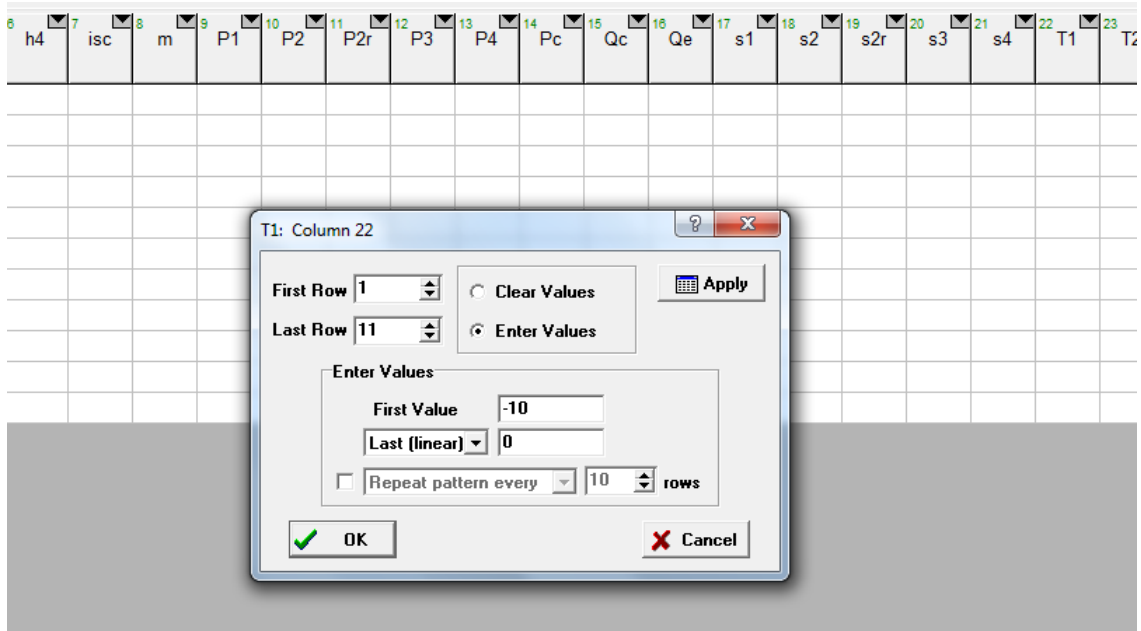 6 7 8 9 10 11 12 13 14 15 16 17 18 19 20 21 22 23
h4 isc m P1 P2 P2r P3 P4 Pc Qc Qe s1 s2 s2r s3 s4 T1 T2
T1: Column 22
First Row 1 Clear Values Apply
Last Row 11 Enter Values
Enter Values
First Value -10
Last (linear) 0
Repeat pattern every 10 rows
OK Cancel